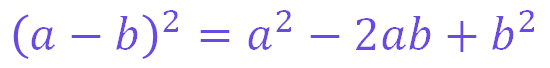 (a − b)² = a² − 2ab + b²